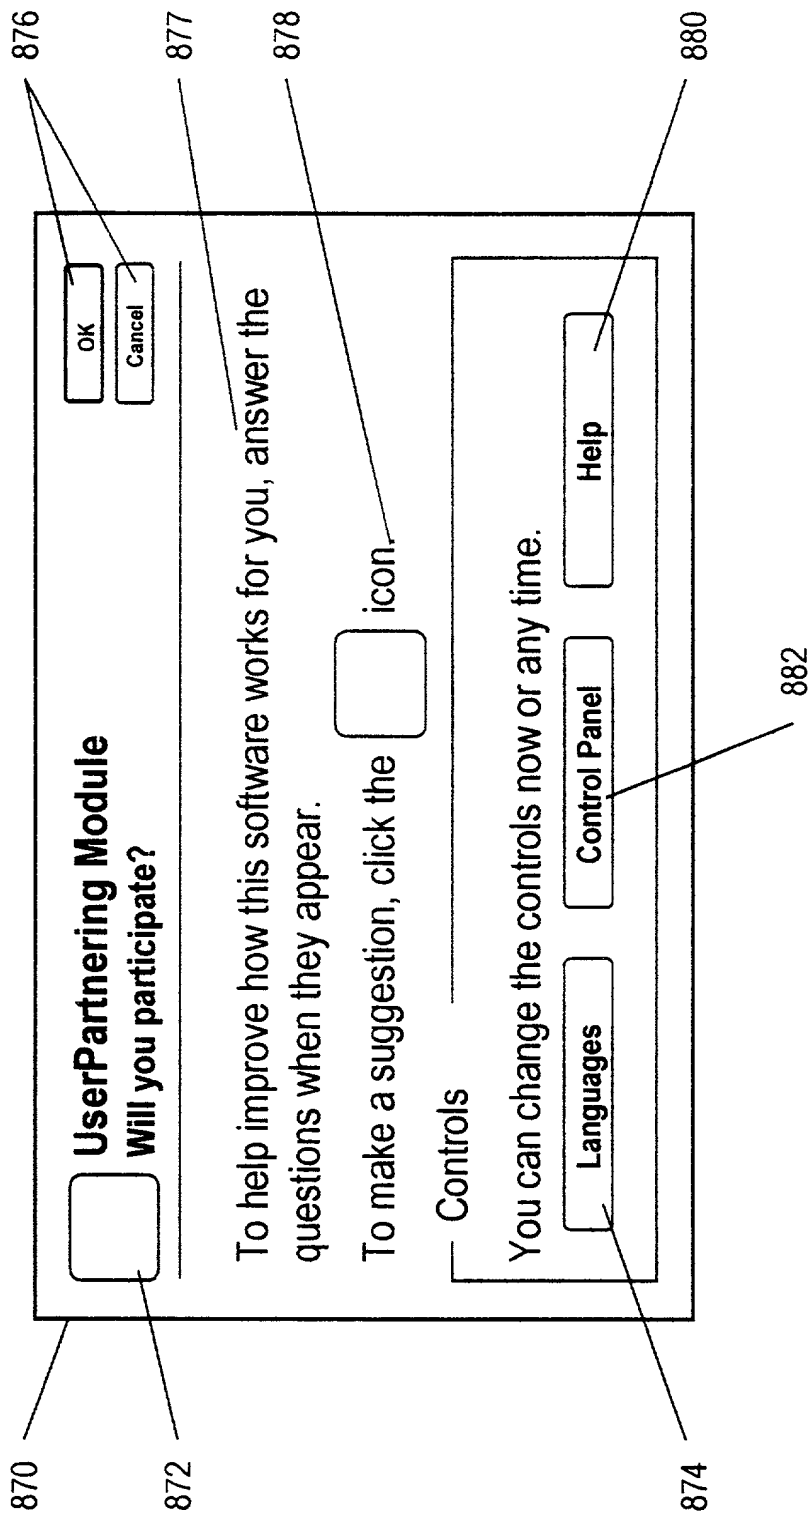 876
877
878
880
UserPartnering Module
Will you participate?
OK
Cancel
To help improve how this software works for you, answer the
questions when they appear.
To make a suggestion, click the icon.
Controls
You can change the controls now or any time.
Languages
Control Panel
Help
870
872
874
882